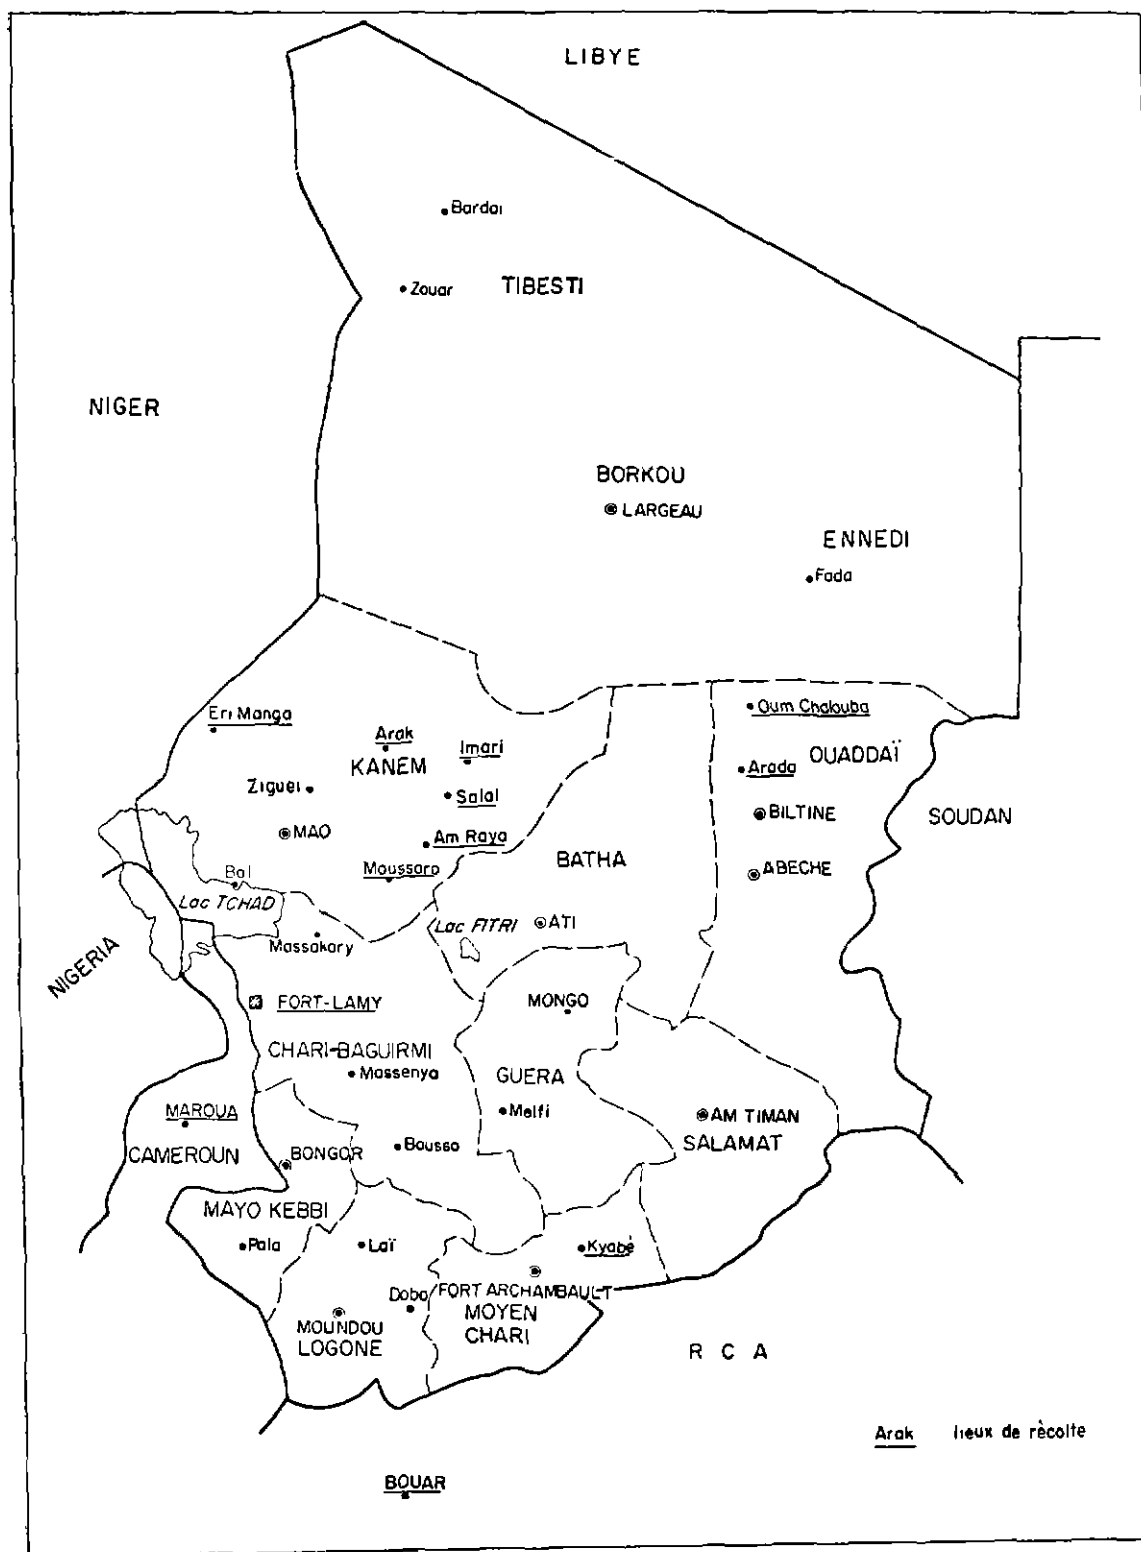 LIBYE
Bardai
Zouar
TIBESTI
NIGER
BORKOU
LARGEAU
ENNEDI
Fada
Eri Manga
Arak
Imari
KANEM
Ziguei
Salal
MAO
Am Raya
Moussoro
Bol
Lac TCHAD
Massakory
Oum Chalouba
OUADDAÏ
Arada
BILTINE
SOUDAN
ABECHE
BATHA
Lac FITRI
ATI
NIGERIA
FORT-LAMY
MONGO
CHARI-BAGUIRMI
Massenya
GUERA
Melfi
MAROUA
CAMEROUN
BONGOR
Bousso
AM TIMAN
SALAMAT
MAYO KEBBI
Pala
Laï
Kyabé
Doba
FORT ARCHAMBAULT
MOYEN
CHARI
MOUNDOU
LOGONE
R C A
Arak lieux de récolte
BOUAR